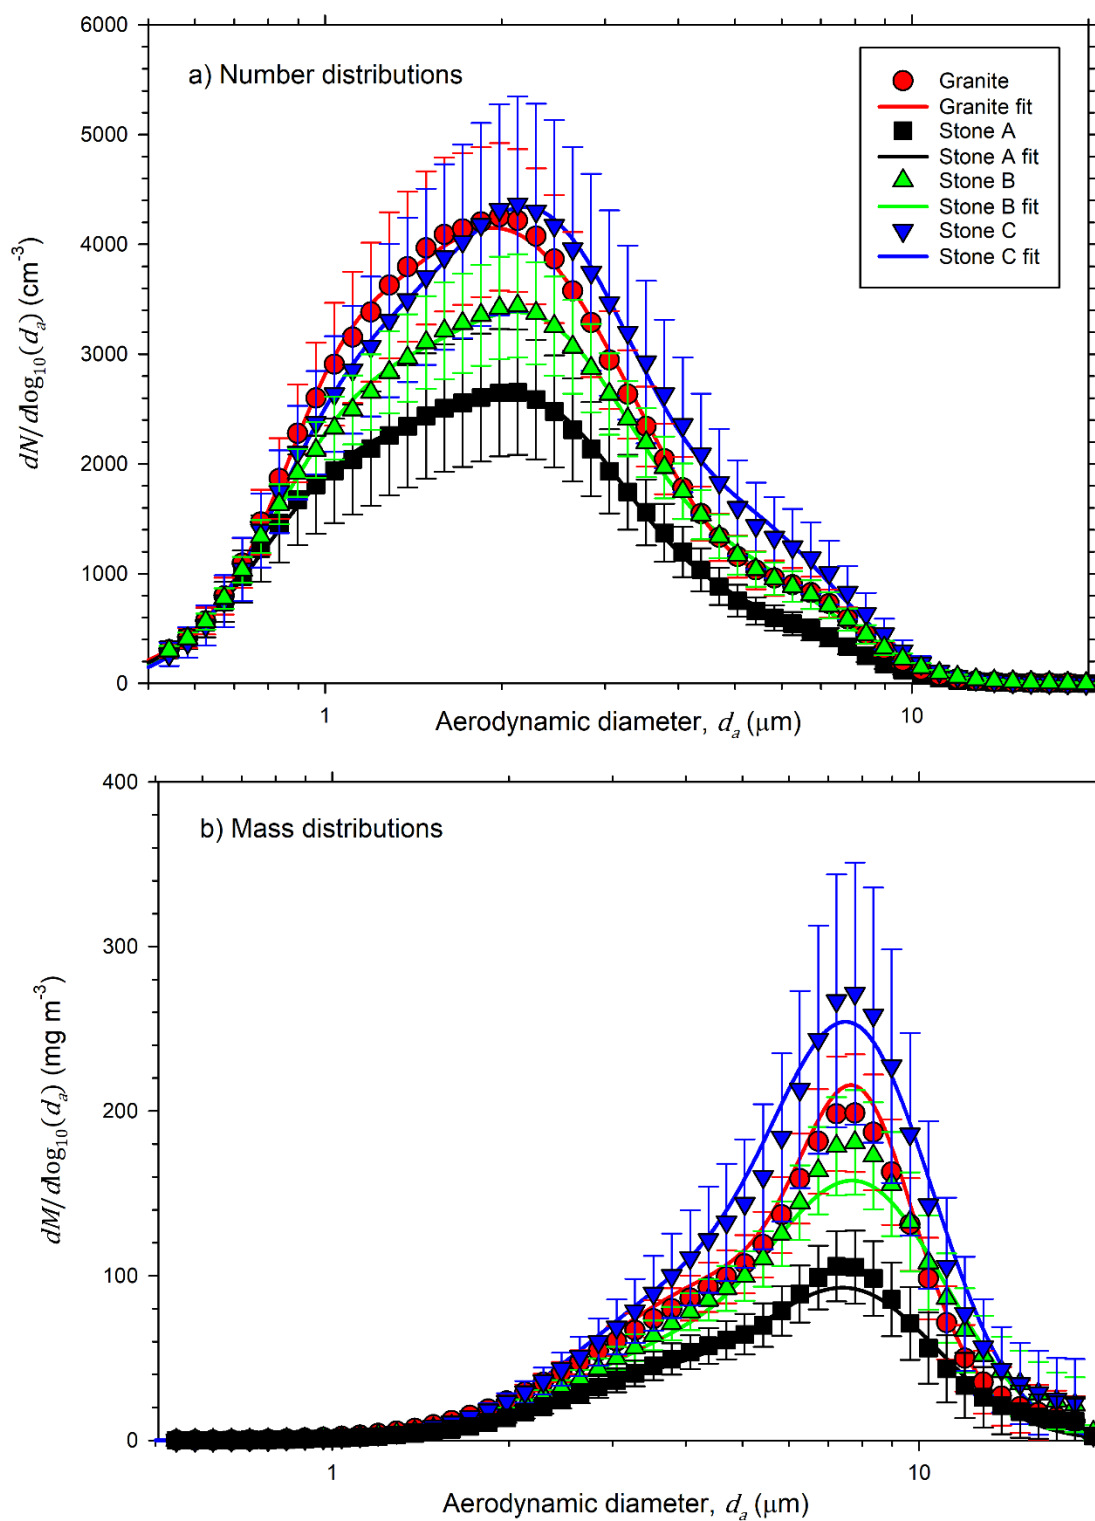 6000
5000
4000
3000
2000
1000
0
dN/dlog10(da) (cm-3)
a) Number distributions
Granite
Granite fit
Stone A
Stone A fit
Stone B
Stone B fit
Stone C
Stone C fit
1
10
Aerodynamic diameter, da (μm)
400
300
200
100
0
dM/dlog10(da) (mg m-3)
b) Mass distributions
1
10
Aerodynamic diameter, da (μm)